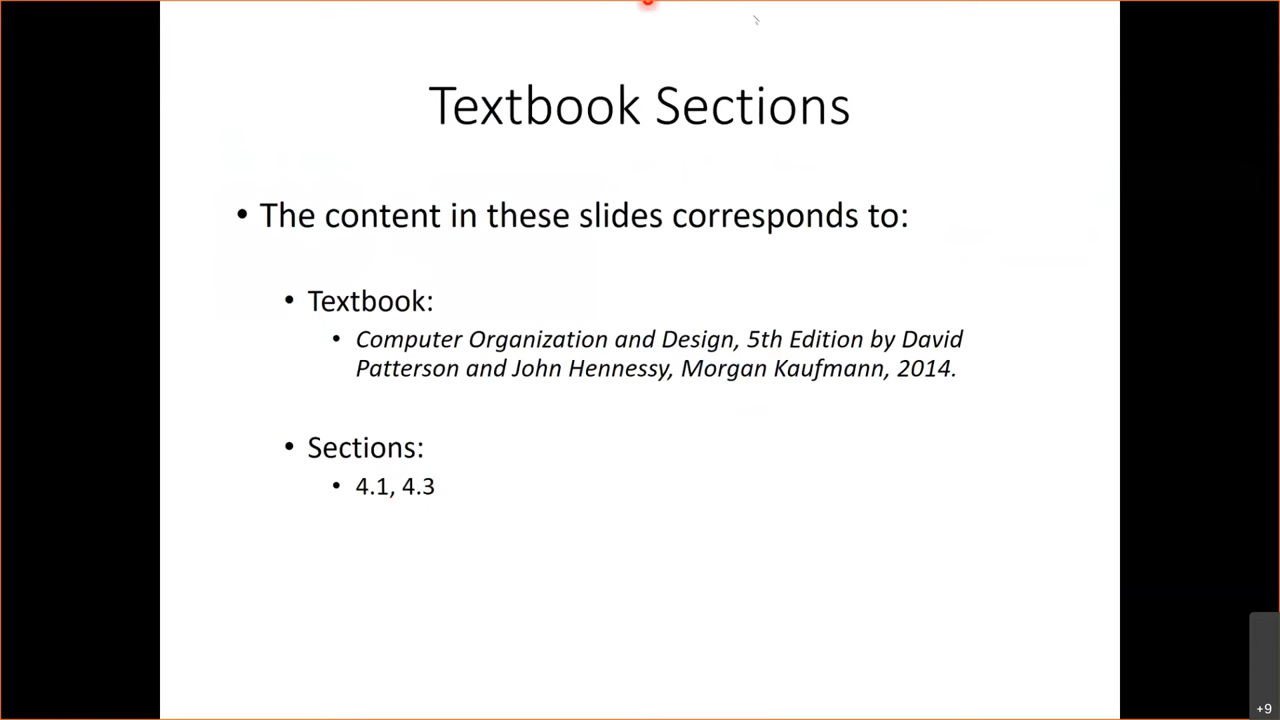 Textbook Sections
• The content in these slides corresponds to:
• Textbook:
• Computer Organization and Design, 5th Edition by David
Patterson and John Hennessy, Morgan Kaufmann, 2014.
• Sections:
• 4.1, 4.3
+9